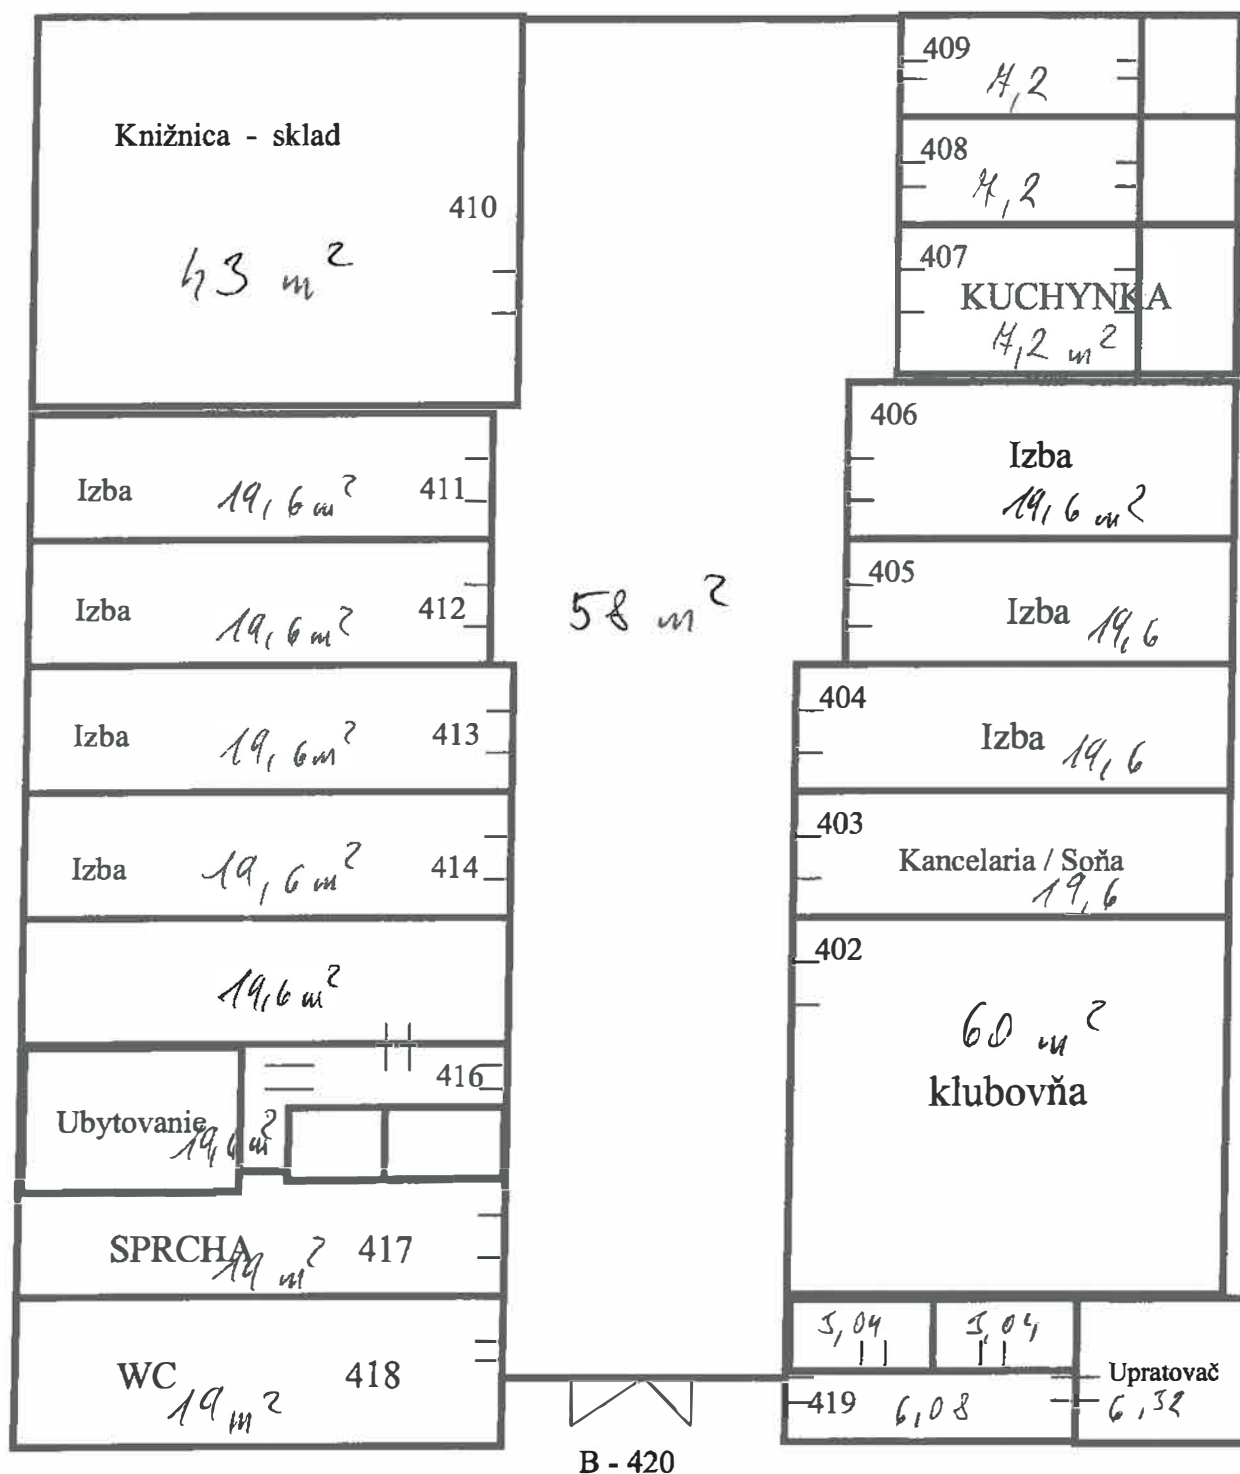 Knižnica - sklad
410
43 m²
Izba 19,6 m² 411
Izba 19,6 m² 412
Izba 19,6 m² 413
Izba 19,6 m² 414
19,6 m²
416
Ubytovanie
19,6 m²
SPRCHA 417
19 m²
WC 418
19 m²
58 m²
B - 420
409
7,2
408
7,2
407
KUCHYNKA
7,2 m²
406
Izba
19,6 m²
405
Izba 19,6
404
Izba 19,6
403
Kancelaria / Soňa
19,6
402
60 m²
klubovňa
3,04
3,04
Upratovač
419 6,08
6,32